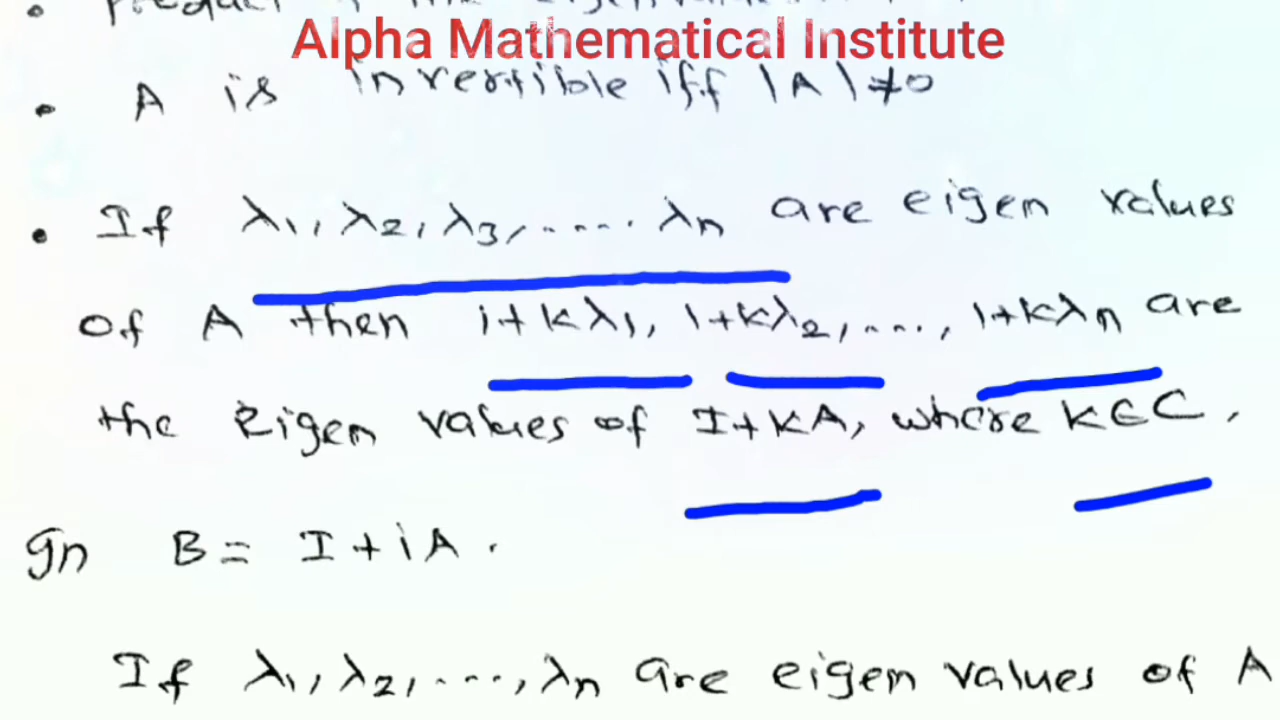 Alpha Mathematical Institute
• A is invertible iff |A|≠0
• If λ1, λ2, λ3, ..... λn are eigen values
of A then 1+Kλ1, 1+Kλ2, ..., 1+Kλn are
the Eigen values of I+KA, where K∈C,
Gn B = I+iA.
If λ1, λ2, ..., λn are eigen values of A